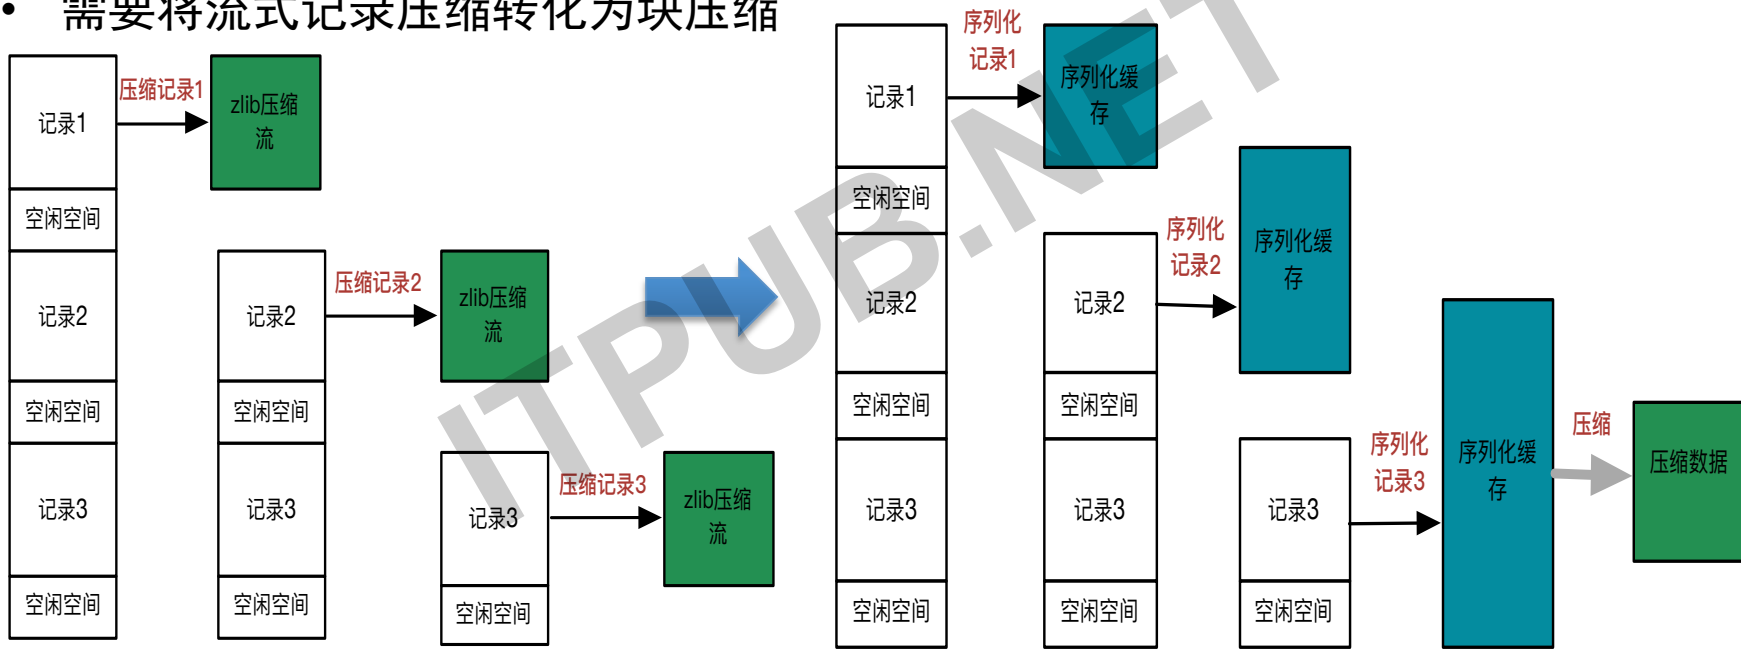 • 需要将流式记录压缩转化为块压缩
记录1
压缩记录1
zlib压缩
流
空闲空间
记录2
空闲空间
记录3
空闲空间
记录2
压缩记录2
zlib压缩
流
空闲空间
记录3
空闲空间
记录3
压缩记录3
zlib压缩
流
空闲空间
记录1
序列化
记录1
序列化缓
存
空闲空间
记录2
空闲空间
记录3
空闲空间
记录2
序列化
记录2
序列化缓
存
空闲空间
记录3
空闲空间
记录3
序列化
记录3
序列化缓
存
空闲空间
压缩
压缩数据
ITPUB.NET